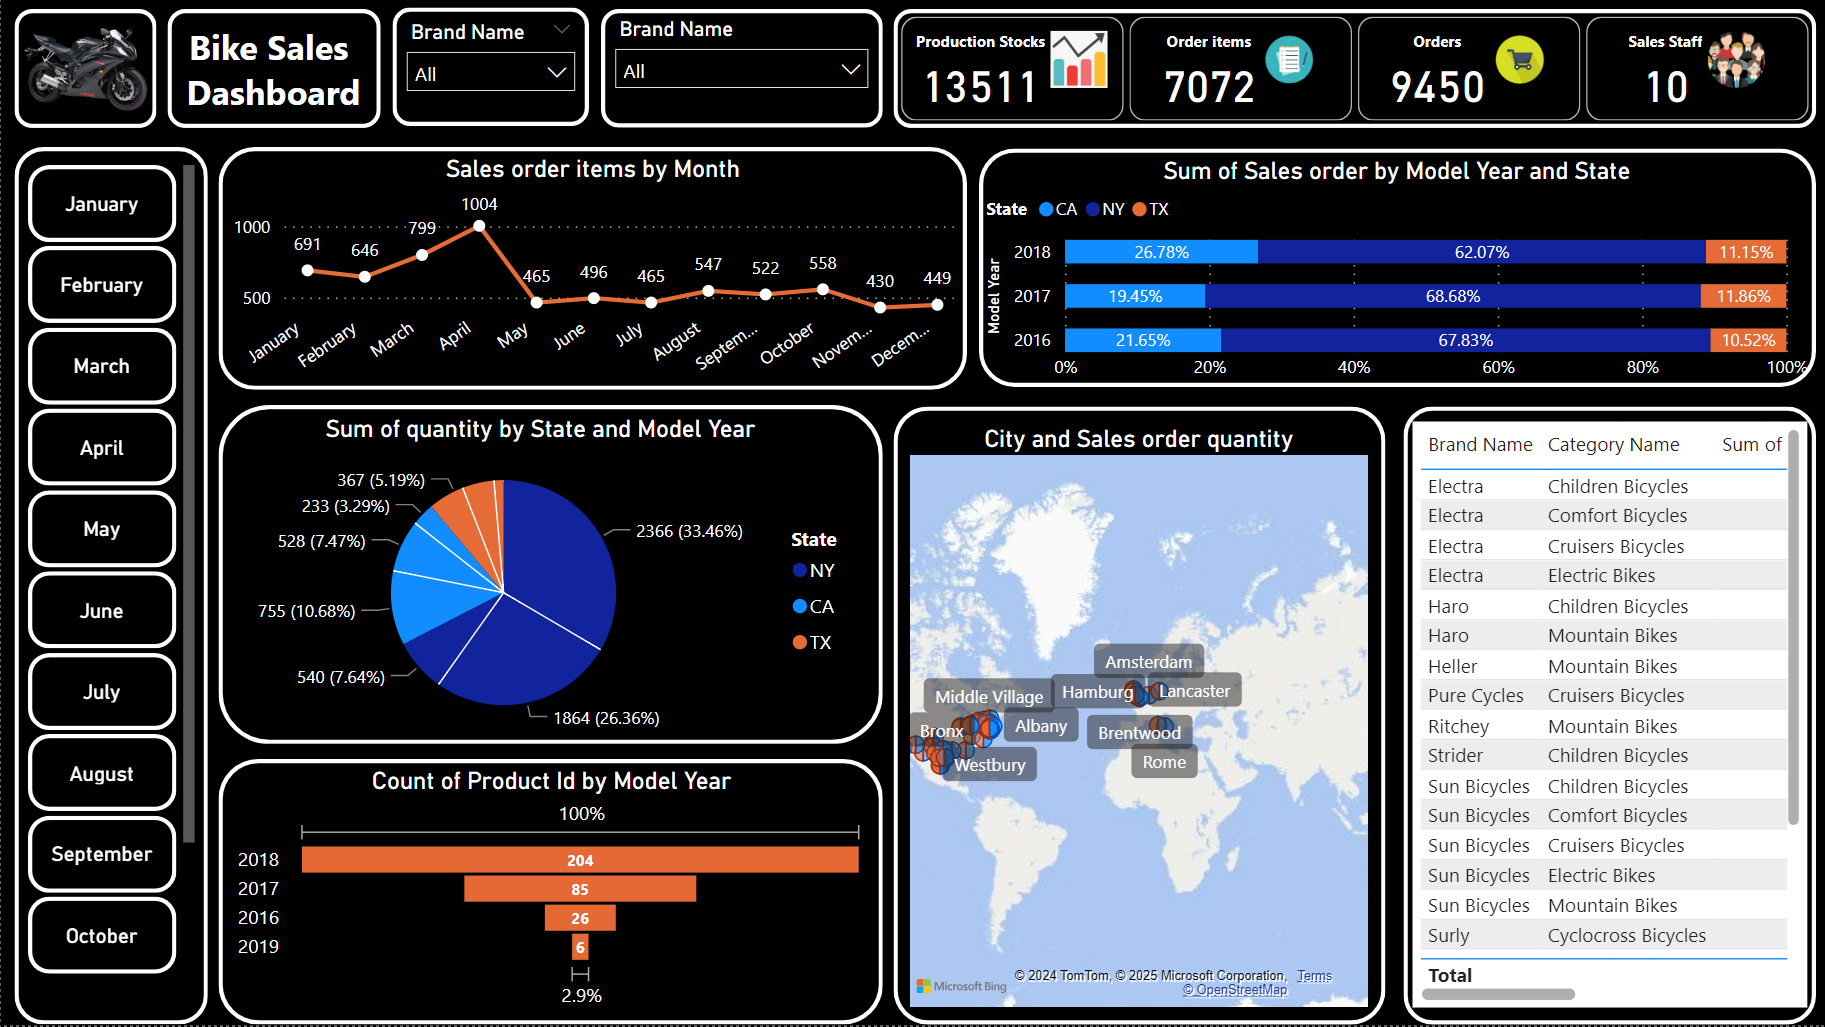 Bike Sales
Dashboard
Brand Name
All
Brand Name
All
Production Stocks
13511
Order items
7072
Orders
9450
Sales Staff
10
January
February
March
April
May
June
July
August
September
October
Sales order items by Month
1000
500
691
646
799
1004
465
496
465
547
522
558
430
449
January
February
March
April
May
June
July
August
Septem...
October
Novem...
Decem...
Sum of Sales order by Model Year and State
State CA NY TX
Model Year
2018 26.78% 62.07% 11.15%
2017 19.45% 68.68% 11.86%
2016 21.65% 67.83% 10.52%
0% 20% 40% 60% 80% 100%
Sum of quantity by State and Model Year
367 (5.19%)
233 (3.29%)
528 (7.47%)
755 (10.68%)
540 (7.64%)
1864 (26.36%)
2366 (33.46%)
State
NY
CA
TX
Count of Product Id by Model Year
100%
2018 204
2017 85
2016 26
2019 6
2.9%
City and Sales order quantity
Amsterdam
Middle Village
Hamburg
Lancaster
Bronx
Albany
Brentwood
Westbury
Rome
© 2024 TomTom, © 2025 Microsoft Corporation, Terms
Microsoft Bing
© OpenStreetMap
Brand Name Category Name Sum of
Electra Children Bicycles
Electra Comfort Bicycles
Electra Cruisers Bicycles
Electra Electric Bikes
Haro Children Bicycles
Haro Mountain Bikes
Heller Mountain Bikes
Pure Cycles Cruisers Bicycles
Ritchey Mountain Bikes
Strider Children Bicycles
Sun Bicycles Children Bicycles
Sun Bicycles Comfort Bicycles
Sun Bicycles Cruisers Bicycles
Sun Bicycles Electric Bikes
Sun Bicycles Mountain Bikes
Surly Cyclocross Bicycles
Total